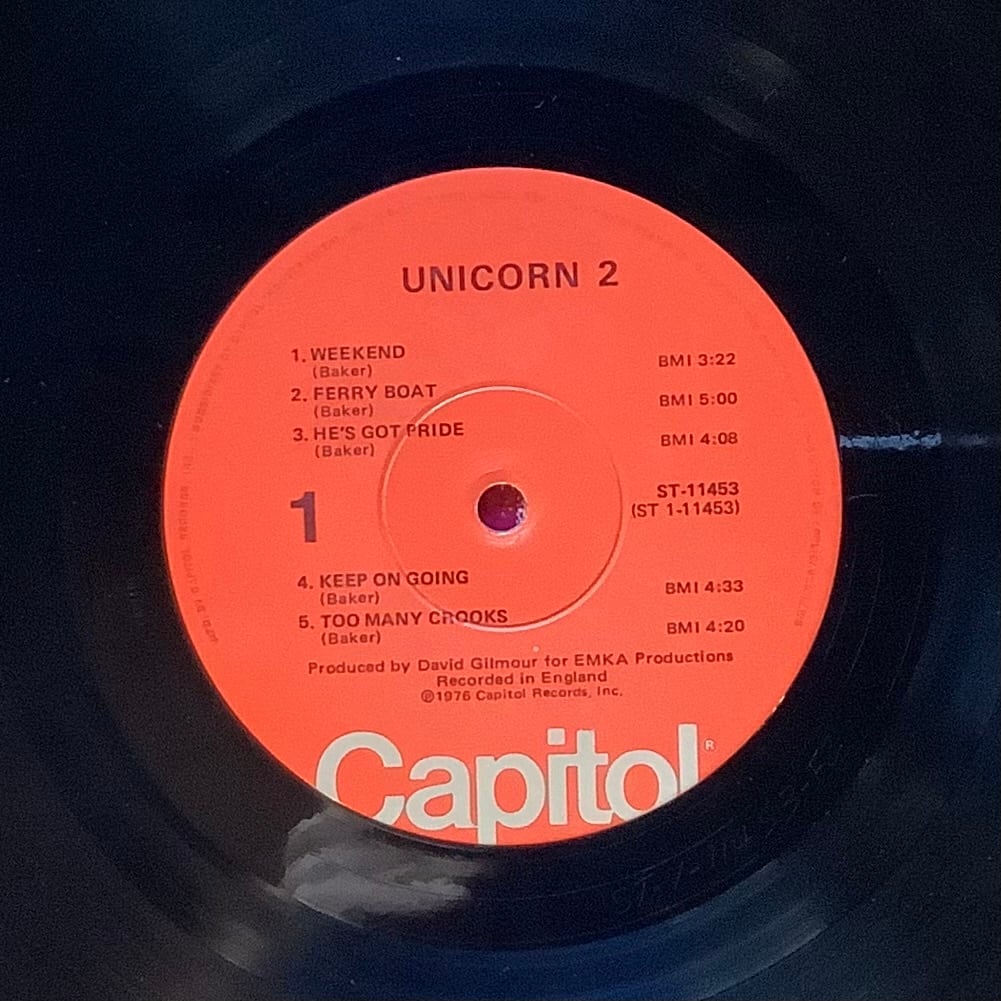 UNICORN 2
1. WEEKEND BMI 3:22
(Baker)
2. FERRY BOAT BMI 5:00
(Baker)
3. HE'S GOT PRIDE BMI 4:08
(Baker)
1
ST-11453
(ST 1-11453)
4. KEEP ON GOING BMI 4:33
(Baker)
5. TOO MANY CROOKS BMI 4:20
(Baker)
Produced by David Gilmour for EMKA Productions
Recorded in England
℗1976 Capitol Records, Inc.
Capitol®